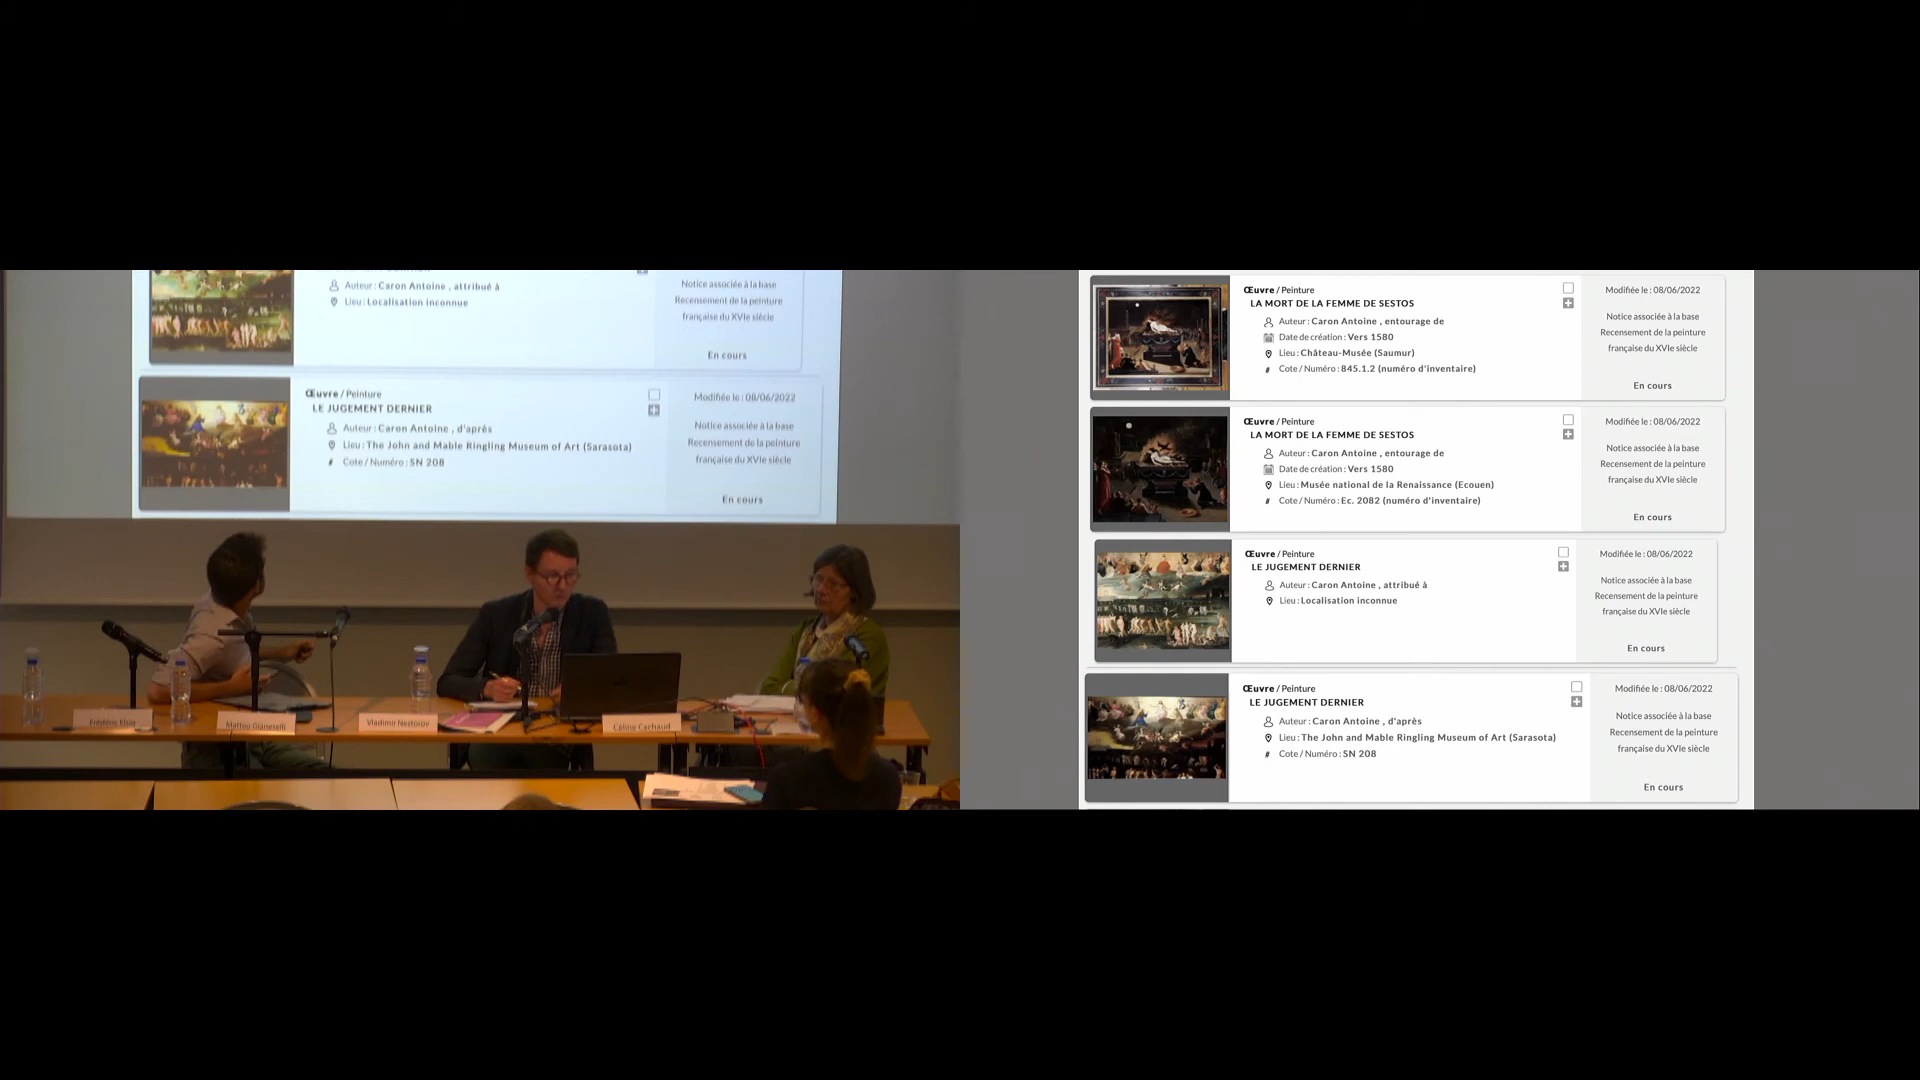 Auteur : Caron Antoine , attribué à
Lieu : Localisation inconnue
Notice associée à la base
Recensement de la peinture
française du XVIe siècle
En cours
Œuvre / Peinture
LE JUGEMENT DERNIER
Auteur : Caron Antoine , d'après
Lieu : The John and Mable Ringling Museum of Art (Sarasota)
# Cote / Numéro : SN 208
Modifiée le : 08/06/2022
Notice associée à la base
Recensement de la peinture
française du XVIe siècle
En cours
Frédéric Elsig
Matteo Gianeselli
Vladimir Nestorov
Céline Cachaud
Œuvre / Peinture
LA MORT DE LA FEMME DE SESTOS
Auteur : Caron Antoine , entourage de
Date de création : Vers 1580
Lieu : Château-Musée (Saumur)
# Cote / Numéro : 845.1.2 (numéro d'inventaire)
Modifiée le : 08/06/2022
Notice associée à la base
Recensement de la peinture
française du XVIe siècle
En cours
Œuvre / Peinture
LA MORT DE LA FEMME DE SESTOS
Auteur : Caron Antoine , entourage de
Date de création : Vers 1580
Lieu : Musée national de la Renaissance (Ecouen)
# Cote / Numéro : Ec. 2082 (numéro d'inventaire)
Modifiée le : 08/06/2022
Notice associée à la base
Recensement de la peinture
française du XVIe siècle
En cours
Œuvre / Peinture
LE JUGEMENT DERNIER
Auteur : Caron Antoine , attribué à
Lieu : Localisation inconnue
Modifiée le : 08/06/2022
Notice associée à la base
Recensement de la peinture
française du XVIe siècle
En cours
Œuvre / Peinture
LE JUGEMENT DERNIER
Auteur : Caron Antoine , d'après
Lieu : The John and Mable Ringling Museum of Art (Sarasota)
# Cote / Numéro : SN 208
Modifiée le : 08/06/2022
Notice associée à la base
Recensement de la peinture
française du XVIe siècle
En cours